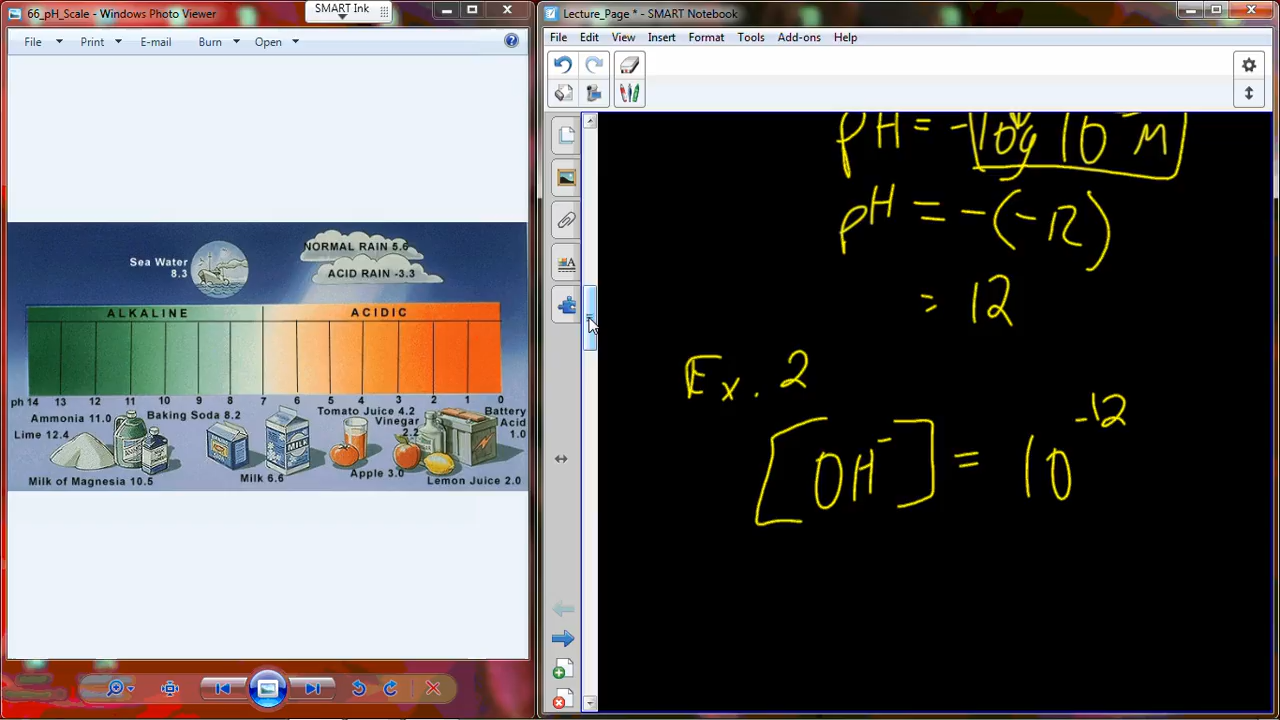 66_pH_Scale - Windows Photo Viewer
SMART Ink
File Print E-mail Burn Open
Sea Water
8.3
NORMAL RAIN 5.6
ACID RAIN -3.3
ALKALINE ACIDIC
ph 14 13 12 11 10 9 8 7 6 5 4 3 2 1 0
Ammonia 11.0
Baking Soda 8.2
Tomato Juice 4.2
Vinegar
2.2
Battery
Acid
1.0
Lime 12.4
Milk of Magnesia 10.5
MILK
Milk 6.6
Apple 3.0
Lemon Juice 2.0
Lecture_Page * - SMART Notebook
File Edit View Insert Format Tools Add-ons Help
pH = -log 10 M
pH = -(-12)
= 12
Ex. 2
[OH⁻] = 10⁻¹²